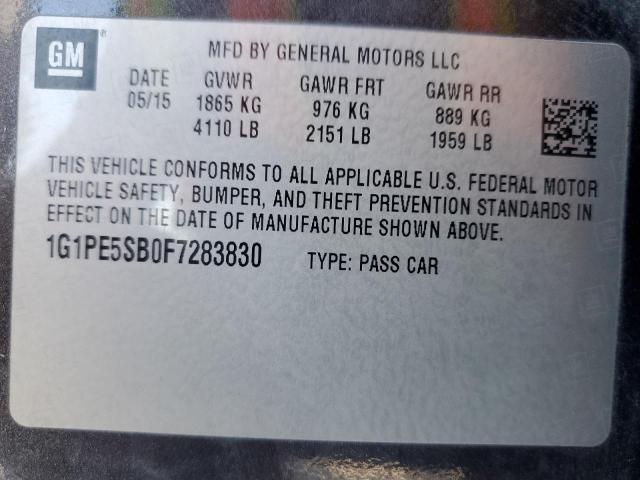 GM
MFD BY GENERAL MOTORS LLC
DATE GVWR GAWR FRT GAWR RR
05/15 1865 KG 976 KG 889 KG
4110 LB 2151 LB 1959 LB
THIS VEHICLE CONFORMS TO ALL APPLICABLE U.S. FEDERAL MOTOR
VEHICLE SAFETY, BUMPER, AND THEFT PREVENTION STANDARDS IN
EFFECT ON THE DATE OF MANUFACTURE SHOWN ABOVE.
1G1PE5SB0F7283830 TYPE: PASS CAR